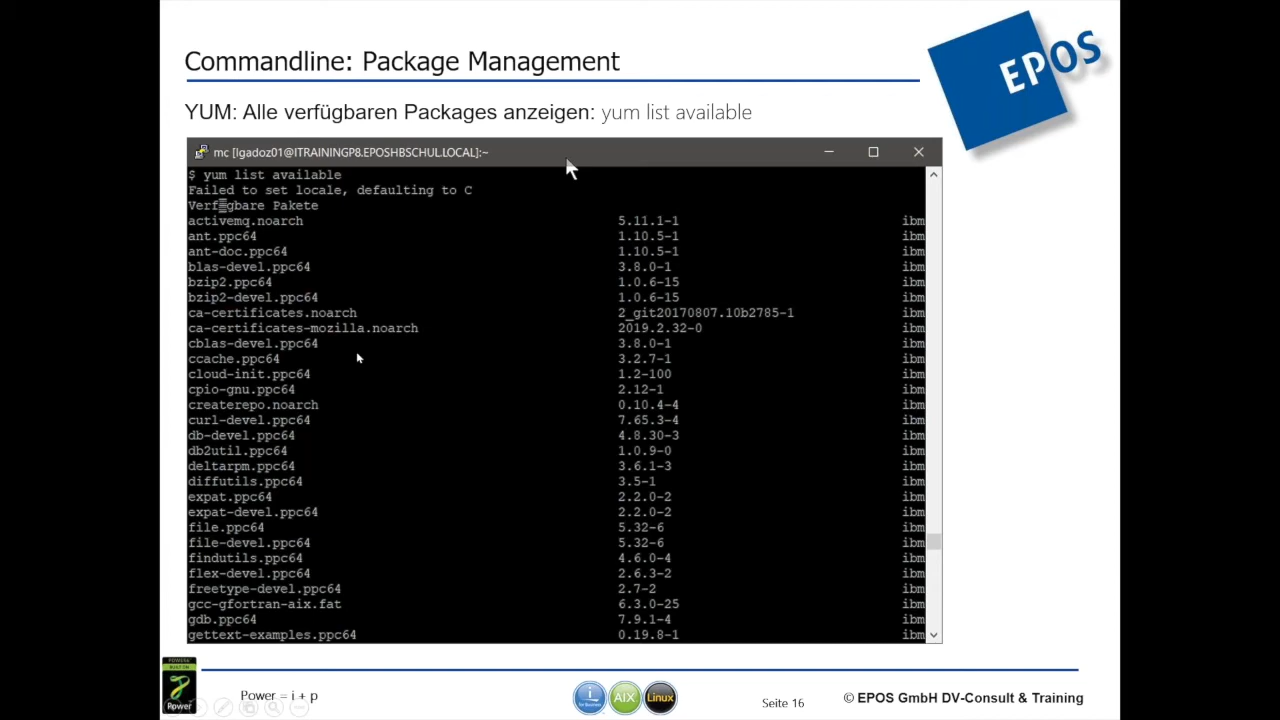 Commandline: Package Management
EPOS
YUM: Alle verfügbaren Packages anzeigen: yum list available
mc [lgadoz01@ITRAININGP8.EPOSHBSCHUL.LOCAL]:~
$ yum list available
Failed to set locale, defaulting to C
Verf gbare Pakete
activemq.noarch 5.11.1-1 ibm
ant.ppc64 1.10.5-1 ibm
ant-doc.ppc64 1.10.5-1 ibm
blas-devel.ppc64 3.8.0-1 ibm
bzip2.ppc64 1.0.6-15 ibm
bzip2-devel.ppc64 1.0.6-15 ibm
ca-certificates.noarch 2_git20170807.10b2785-1 ibm
ca-certificates-mozilla.noarch 2019.2.32-0 ibm
cblas-devel.ppc64 3.8.0-1 ibm
ccache.ppc64 3.2.7-1 ibm
cloud-init.ppc64 1.2-100 ibm
cpio-gnu.ppc64 2.12-1 ibm
createrepo.noarch 0.10.4-4 ibm
curl-devel.ppc64 7.65.3-4 ibm
db-devel.ppc64 4.8.30-3 ibm
db2util.ppc64 1.0.9-0 ibm
deltarpm.ppc64 3.6.1-3 ibm
diffutils.ppc64 3.5-1 ibm
expat.ppc64 2.2.0-2 ibm
expat-devel.ppc64 2.2.0-2 ibm
file.ppc64 5.32-6 ibm
file-devel.ppc64 5.32-6 ibm
findutils.ppc64 4.6.0-4 ibm
flex-devel.ppc64 2.6.3-2 ibm
freetype-devel.ppc64 2.7-2 ibm
gcc-gfortran-aix.fat 6.3.0-25 ibm
gdb.ppc64 7.9.1-4 ibm
gettext-examples.ppc64 0.19.8-1 ibm
Power
Power = i + p
i
for Business
AIX
Linux
Seite 16
© EPOS GmbH DV-Consult & Training